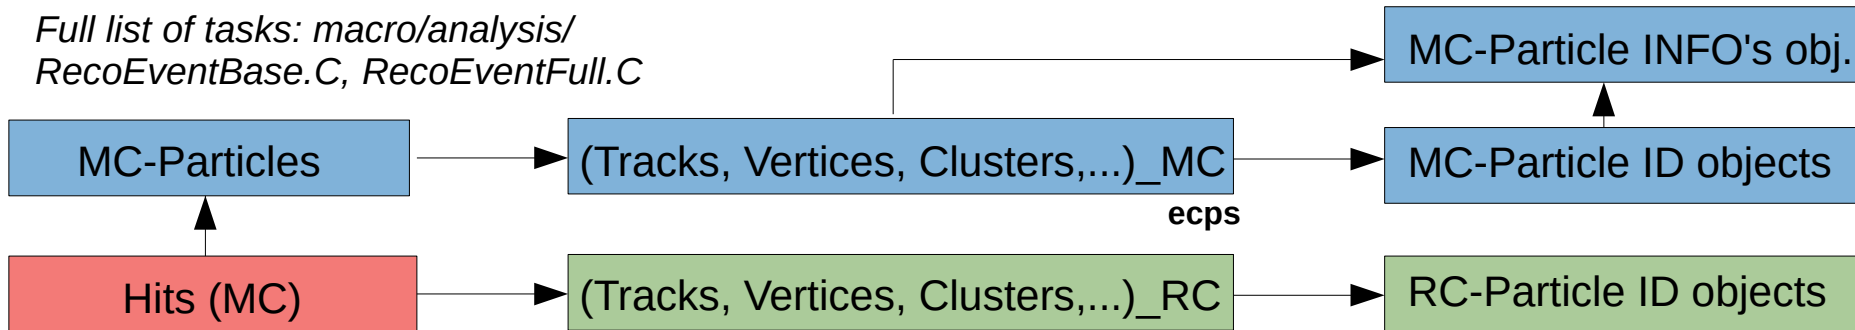 Full list of tasks: macro/analysis/
RecoEventBase.C, RecoEventFull.C
MC-Particle INFO's obj.
MC-Particles
(Tracks, Vertices, Clusters,...)_MC
MC-Particle ID objects
ecps
Hits (MC)
(Tracks, Vertices, Clusters,...)_RC
RC-Particle ID objects